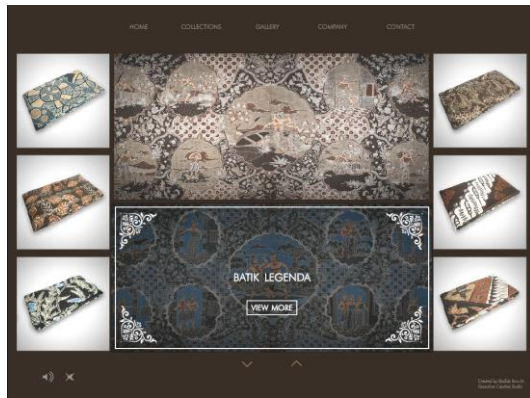 HOME
COLLECTIONS
GALLERY
COMPANY
CONTACT
BATIK LEGENDA
VIEW MORE